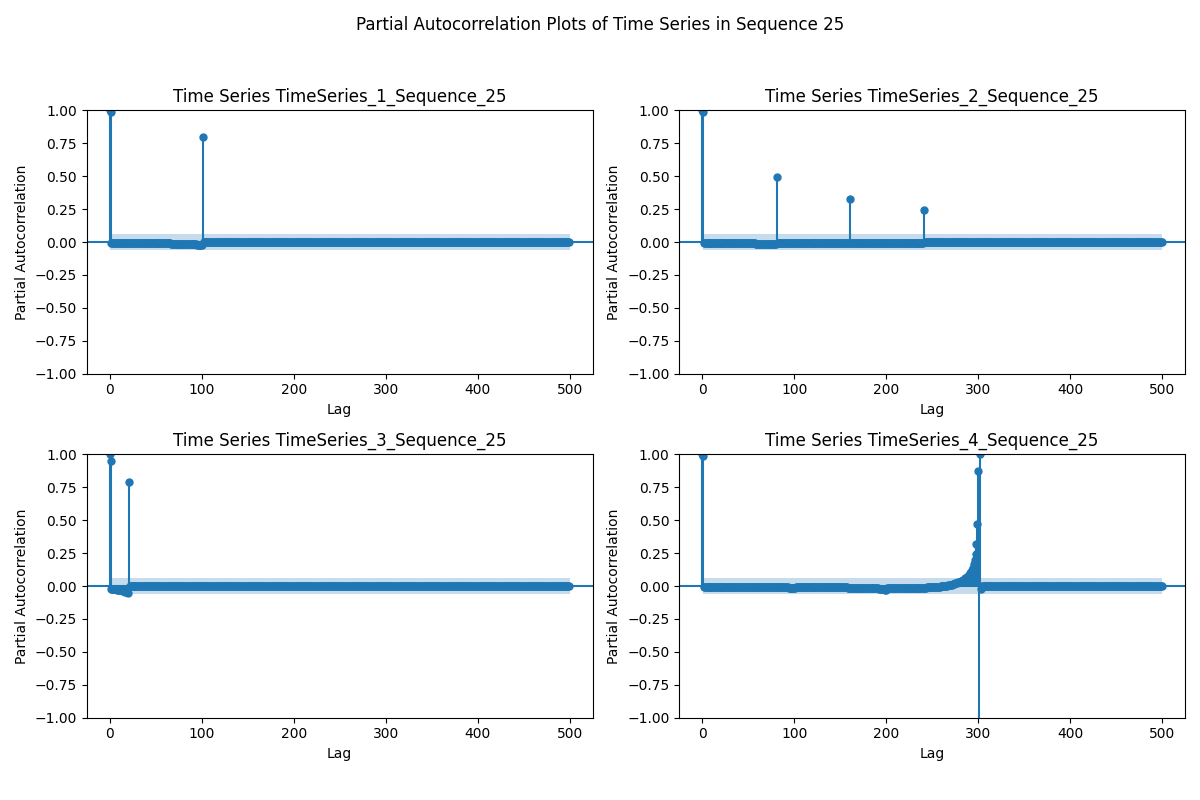 Partial Autocorrelation Plots of Time Series in Sequence 25
Time Series TimeSeries_1_Sequence_25
1.00
0.75
0.50
0.25
0.00
−0.25
−0.50
−0.75
−1.00
Partial Autocorrelation
0 100 200 300 400 500
Lag
Time Series TimeSeries_2_Sequence_25
1.00
0.75
0.50
0.25
0.00
−0.25
−0.50
−0.75
−1.00
Partial Autocorrelation
0 100 200 300 400 500
Lag
Time Series TimeSeries_3_Sequence_25
1.00
0.75
0.50
0.25
0.00
−0.25
−0.50
−0.75
−1.00
Partial Autocorrelation
0 100 200 300 400 500
Lag
Time Series TimeSeries_4_Sequence_25
1.00
0.75
0.50
0.25
0.00
−0.25
−0.50
−0.75
−1.00
Partial Autocorrelation
0 100 200 300 400 500
Lag